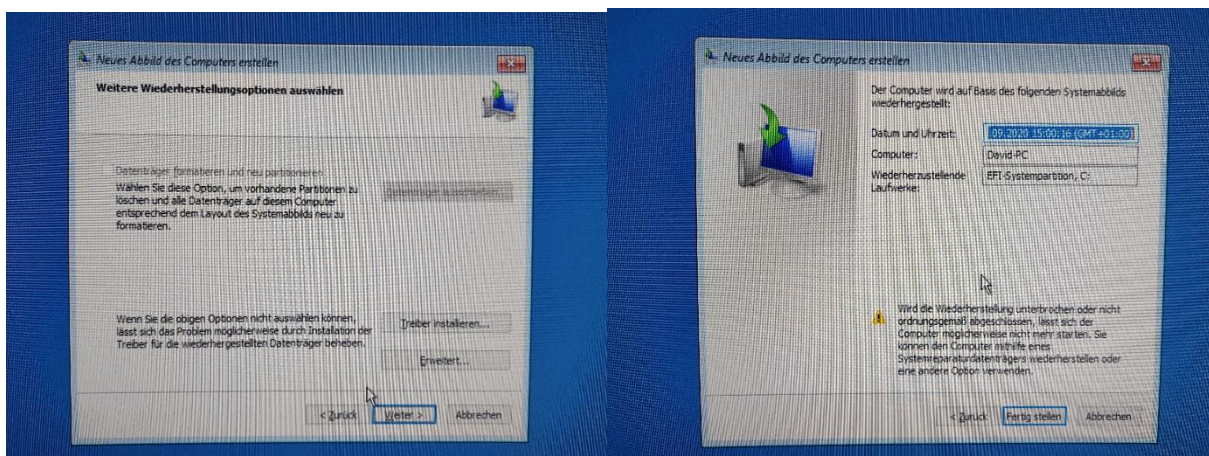 Neues Abbild des Computers erstellen
Weitere Wiederherstellungsoptionen auswählen
Datenträger formatieren und neu partitionieren
Wählen Sie diese Option, um vorhandene Partitionen zu
löschen und alle Datenträger auf diesem Computer
entsprechend dem Layout des Systemabbilds neu zu
formatieren.
Datenträger ausschließen...
Wenn Sie die obigen Optionen nicht auswählen können,
lässt sich das Problem möglicherweise durch Installation der
Treiber für die wiederhergestellten Datenträger beheben.
Treiber installieren...
Erweitert...
< Zurück Weiter > Abbrechen
Neues Abbild des Computers erstellen
Der Computer wird auf Basis des folgenden Systemabbilds
wiederhergestellt:
Datum und Uhrzeit: .09.2020 15:00:16 (GMT+01:00)
Computer: David-PC
Wiederherzustellende EFI-Systempartition, C:
Laufwerke:
Wird die Wiederherstellung unterbrochen oder nicht
ordnungsgemäß abgeschlossen, lässt sich der
Computer möglicherweise nicht mehr starten. Sie
können den Computer mithilfe eines
Systemreparaturdatenträgers wiederherstellen oder
eine andere Option verwenden.
< Zurück Fertig stellen Abbrechen